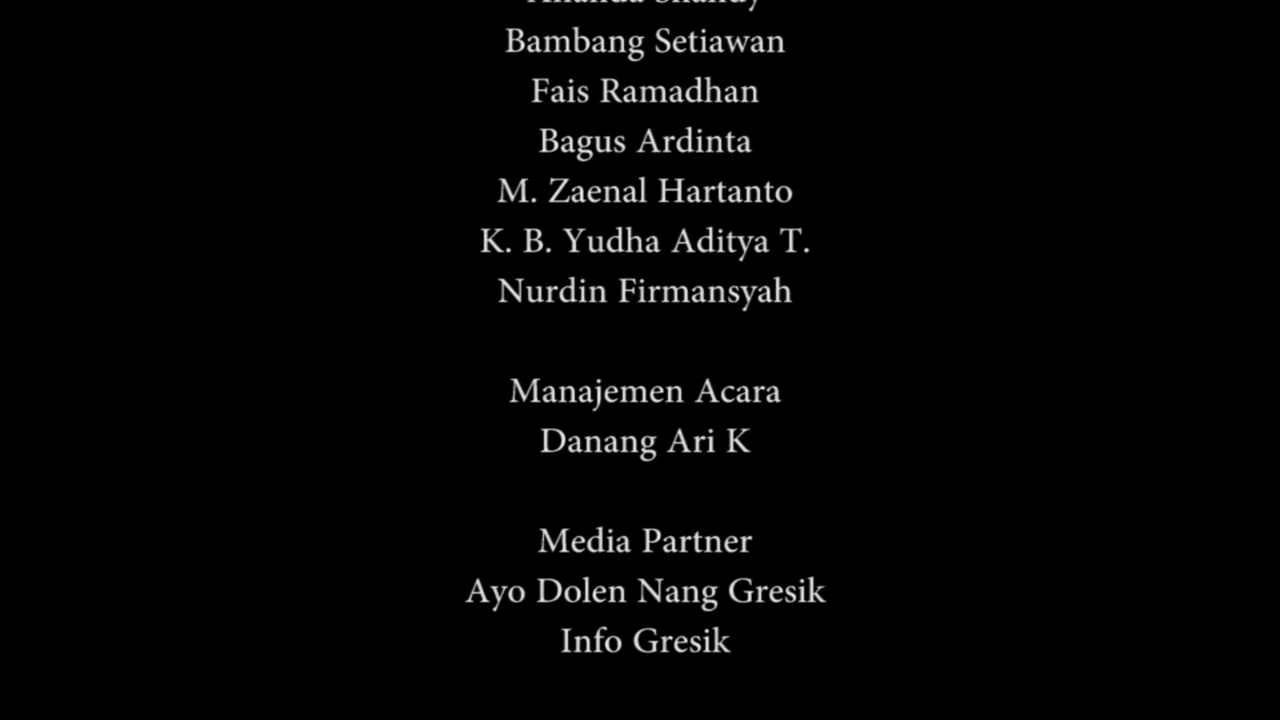 Bambang Setiawan
Fais Ramadhan
Bagus Ardinta
M. Zaenal Hartanto
K. B. Yudha Aditya T.
Nurdin Firmansyah
Manajemen Acara
Danang Ari K
Media Partner
Ayo Dolen Nang Gresik
Info Gresik